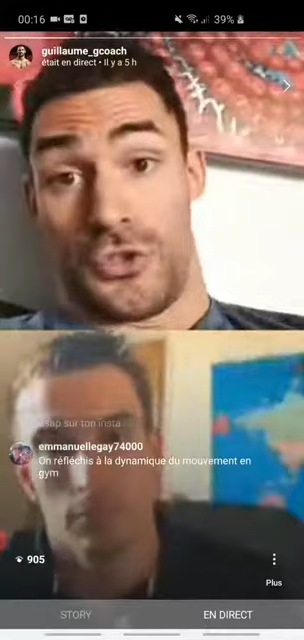 00:16 39%
guillaume_gcoach
était en direct • Il y a 5 h
sap sur ton insta
emmanuellegay74000
On réfléchis à la dynamique du mouvement en
gym
905
Plus
STORY EN DIRECT